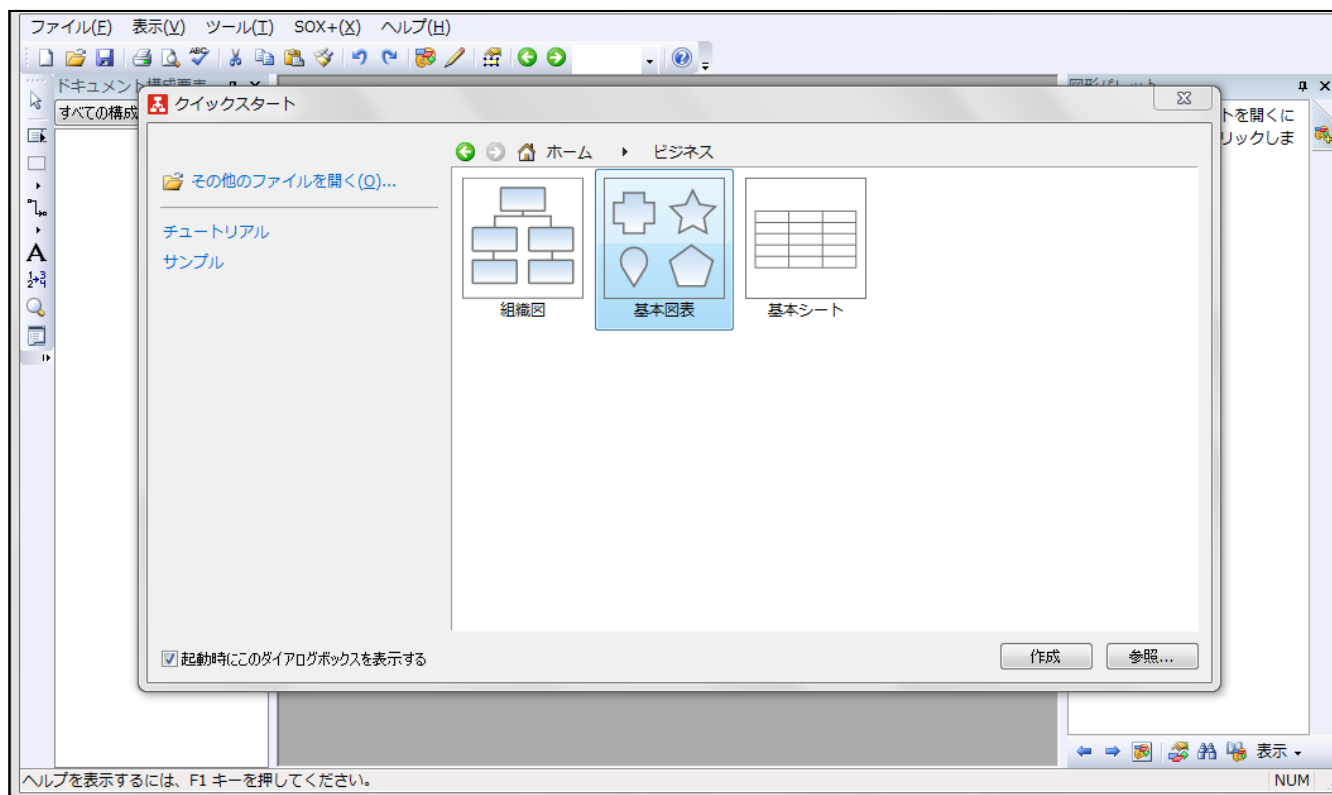 ファイル(F) 表示(V) ツール(T) SOX+(X) ヘルプ(H)
ABC
ドキュメント構成要素
図形パレット
すべての構成
トを開くに
リックしま
クイックスタート
ホーム ビジネス
その他のファイルを開く(O)...
チュートリアル
サンプル
組織図
基本図表
基本シート
A
起動時にこのダイアログボックスを表示する
作成
参照...
表示
ヘルプを表示するには、F1 キーを押してください。
NUM